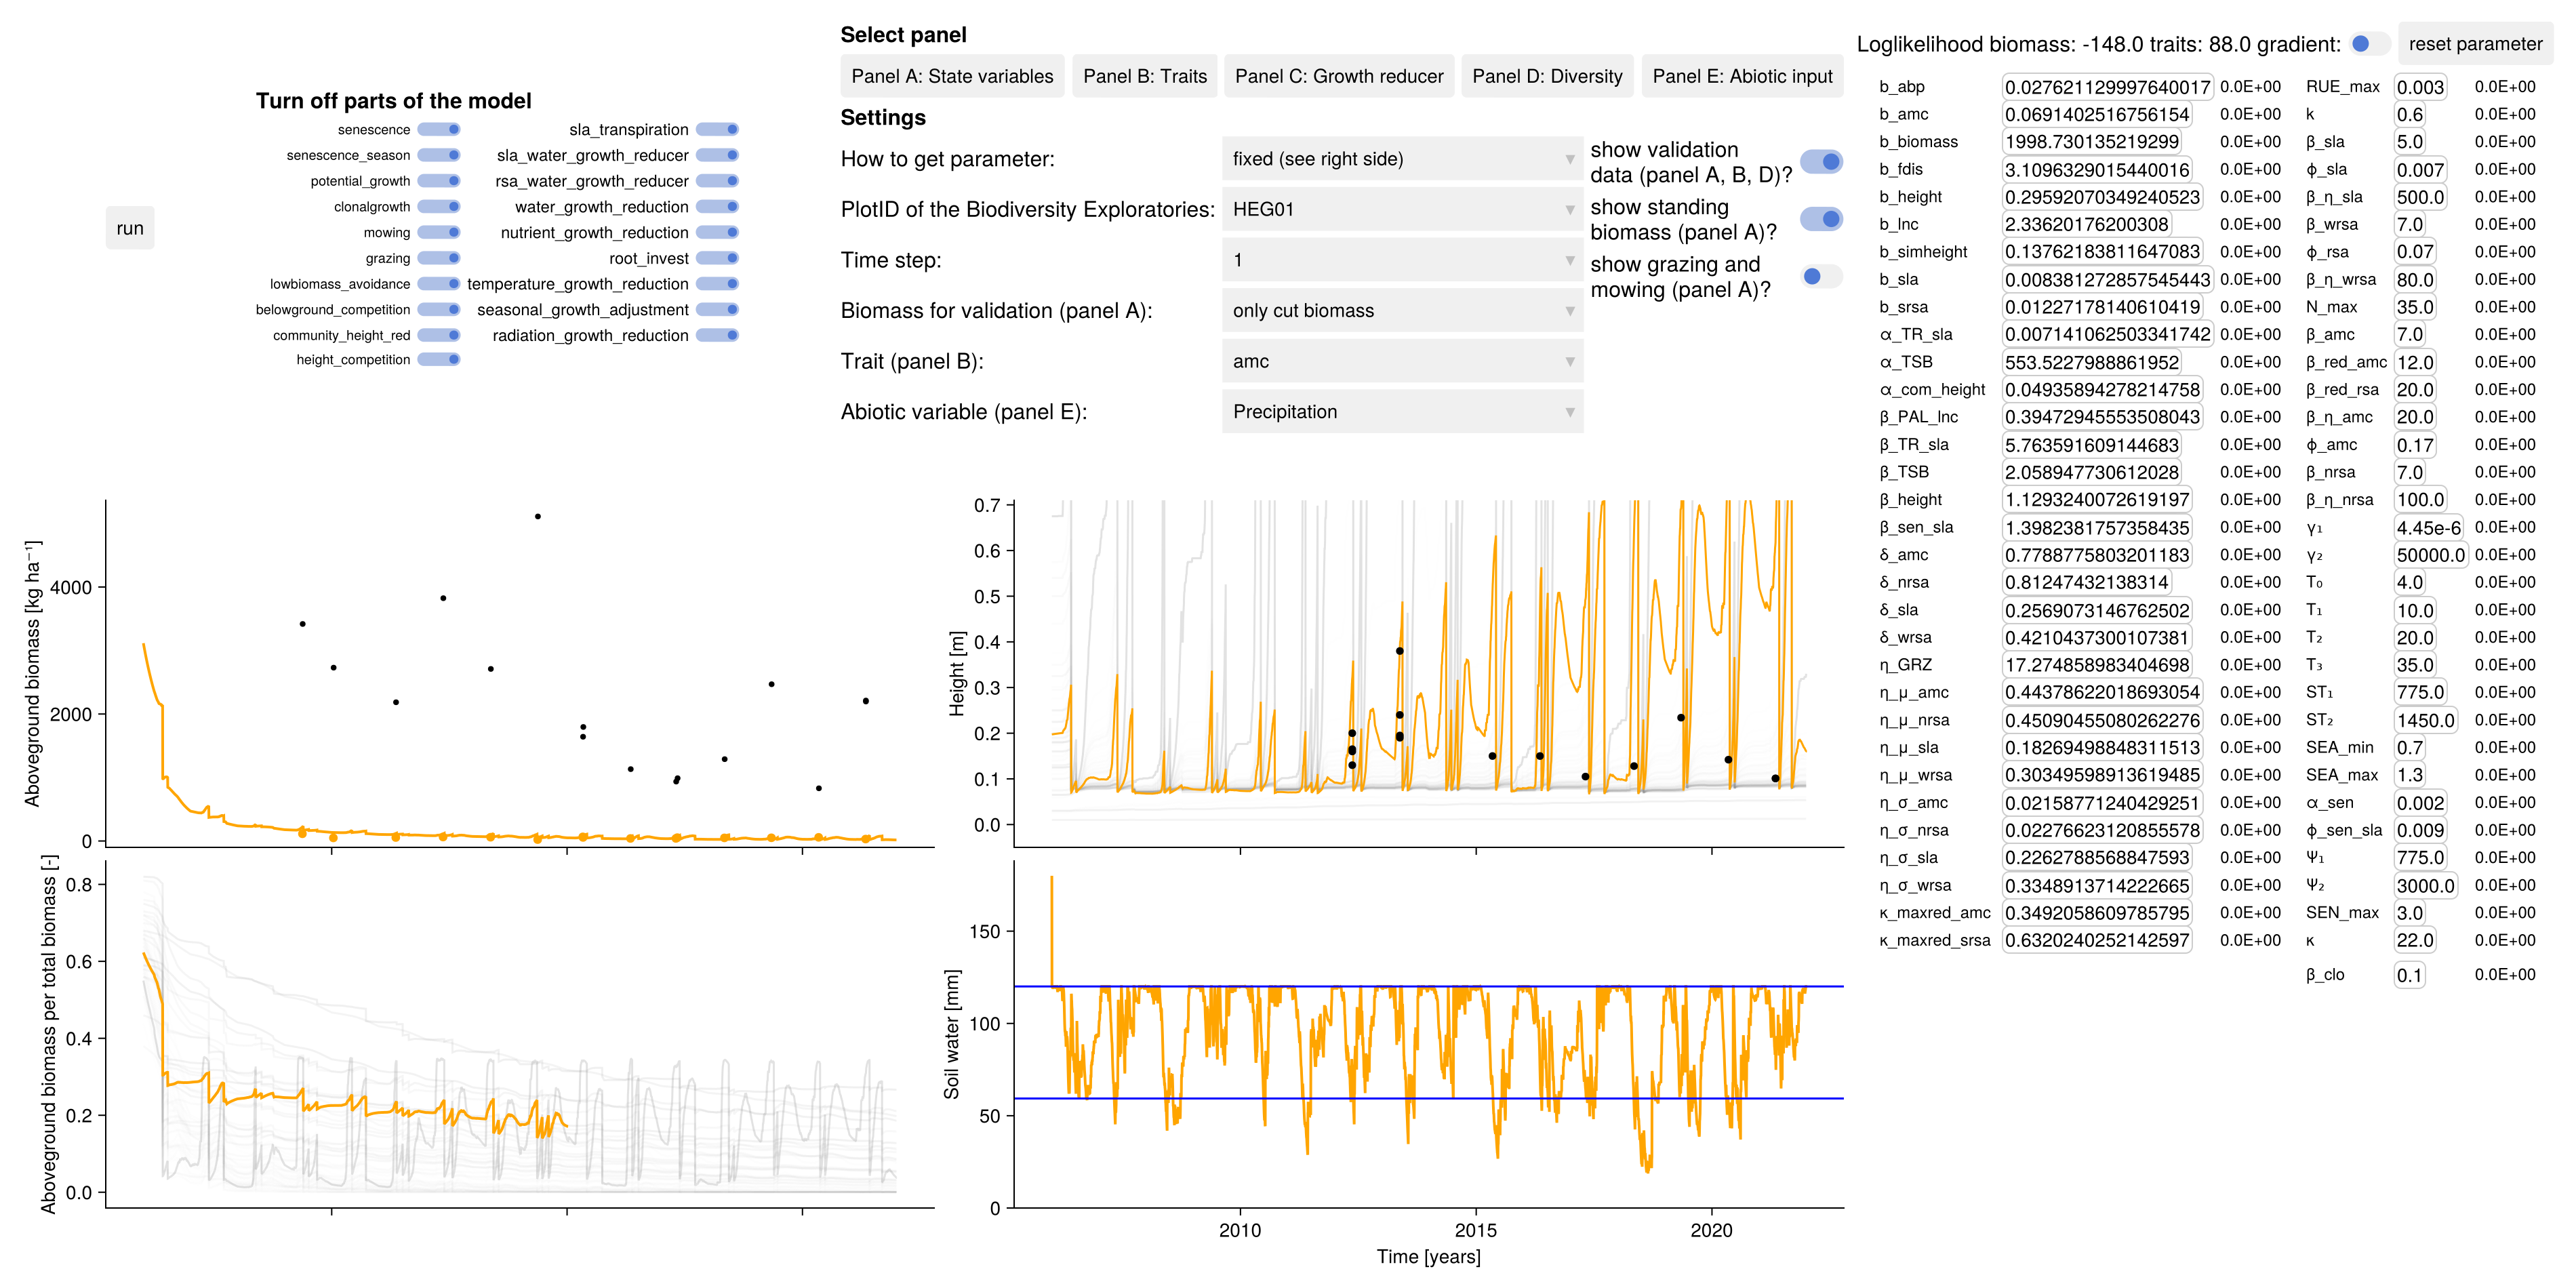 Turn off parts of the model
senescence
senescence_season
potential_growth
clonalgrowth
mowing
grazing
lowbiomass_avoidance
belowground_competition
community_height_red
height_competition
sla_transpiration
sla_water_growth_reducer
rsa_water_growth_reducer
water_growth_reduction
nutrient_growth_reduction
root_invest
temperature_growth_reduction
seasonal_growth_adjustment
radiation_growth_reduction
run
Select panel
Panel A: State variables
Panel B: Traits
Panel C: Growth reducer
Panel D: Diversity
Panel E: Abiotic input
Settings
How to get parameter: fixed (see right side) ▼
PlotID of the Biodiversity Exploratories: HEG01 ▼
Time step: 1 ▼
Biomass for validation (panel A): only cut biomass ▼
Trait (panel B): amc ▼
Abiotic variable (panel E): Precipitation ▼
show validation
data (panel A, B, D)?
show standing
biomass (panel A)?
show grazing and
mowing (panel A)?
Loglikelihood biomass: -148.0 traits: 88.0 gradient:
reset parameter
b_abp 0.027621129997640017 0.0E+00 RUE_max 0.003 0.0E+00
b_amc 0.0691402516756154 0.0E+00 k 0.6 0.0E+00
b_biomass 1998.730135219299 0.0E+00 β_sla 5.0 0.0E+00
b_fdis 3.1096329015440016 0.0E+00 ϕ_sla 0.007 0.0E+00
b_height 0.29592070349240523 0.0E+00 β_η_sla 500.0 0.0E+00
b_lnc 2.33620176200308 0.0E+00 β_wrsa 7.0 0.0E+00
b_simheight 0.13762183811647083 0.0E+00 ϕ_rsa 0.07 0.0E+00
b_sla 0.008381272857545443 0.0E+00 β_η_wrsa 80.0 0.0E+00
b_srsa 0.01227178140610419 0.0E+00 N_max 35.0 0.0E+00
α_TR_sla 0.007141062503341742 0.0E+00 β_amc 7.0 0.0E+00
α_TSB 553.5227988861952 0.0E+00 β_red_amc 12.0 0.0E+00
α_com_height 0.04935894278214758 0.0E+00 β_red_rsa 20.0 0.0E+00
β_PAL_lnc 0.39472945553508043 0.0E+00 β_η_amc 20.0 0.0E+00
β_TR_sla 5.763591609144683 0.0E+00 ϕ_amc 0.17 0.0E+00
β_TSB 2.058947730612028 0.0E+00 β_nrsa 7.0 0.0E+00
β_height 1.1293240072619197 0.0E+00 β_η_nrsa 100.0 0.0E+00
β_sen_sla 1.3982381757358435 0.0E+00 γ₁ 4.45e-6 0.0E+00
δ_amc 0.7788775803201183 0.0E+00 γ₂ 50000.0 0.0E+00
δ_nrsa 0.81247432138314 0.0E+00 T₀ 4.0 0.0E+00
δ_sla 0.2569073146762502 0.0E+00 T₁ 10.0 0.0E+00
δ_wrsa 0.4210437300107381 0.0E+00 T₂ 20.0 0.0E+00
η_GRZ 17.274858983404698 0.0E+00 T₃ 35.0 0.0E+00
η_μ_amc 0.44378622018693054 0.0E+00 ST₁ 775.0 0.0E+00
η_μ_nrsa 0.45090455080262276 0.0E+00 ST₂ 1450.0 0.0E+00
η_μ_sla 0.18269498848311513 0.0E+00 SEA_min 0.7 0.0E+00
η_μ_wrsa 0.30349598913619485 0.0E+00 SEA_max 1.3 0.0E+00
η_σ_amc 0.02158771240429251 0.0E+00 α_sen 0.002 0.0E+00
η_σ_nrsa 0.022766231208555​78 0.0E+00 ϕ_sen_sla 0.009 0.0E+00
η_σ_sla 0.2262788568847593 0.0E+00 Ψ₁ 775.0 0.0E+00
η_σ_wrsa 0.3348913714222665 0.0E+00 Ψ₂ 3000.0 0.0E+00
κ_maxred_amc 0.3492058609785795 0.0E+00 SEN_max 3.0 0.0E+00
κ_maxred_srsa 0.6320240252142597 0.0E+00 κ 22.0 0.0E+00
β_clo 0.1 0.0E+00
Aboveground biomass [kg ha⁻¹]
4000
2000
0
Height [m]
0.7
0.6
0.5
0.4
0.3
0.2
0.1
0.0
Aboveground biomass per total biomass [-]
0.8
0.6
0.4
0.2
0.0
Soil water [mm]
150
100
50
0
2010 2015 2020
Time [years]